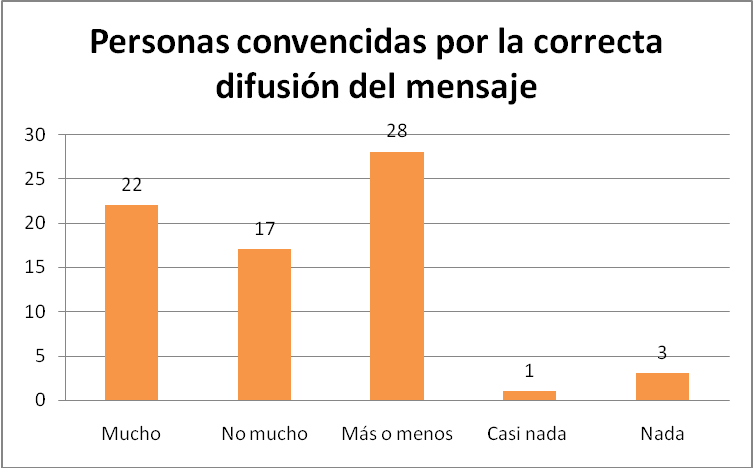 Personas convencidas por la correcta
difusión del mensaje
30
25
20
15
10
5
0
22
17
28
1
3
Mucho
No mucho
Más o menos
Casi nada
Nada